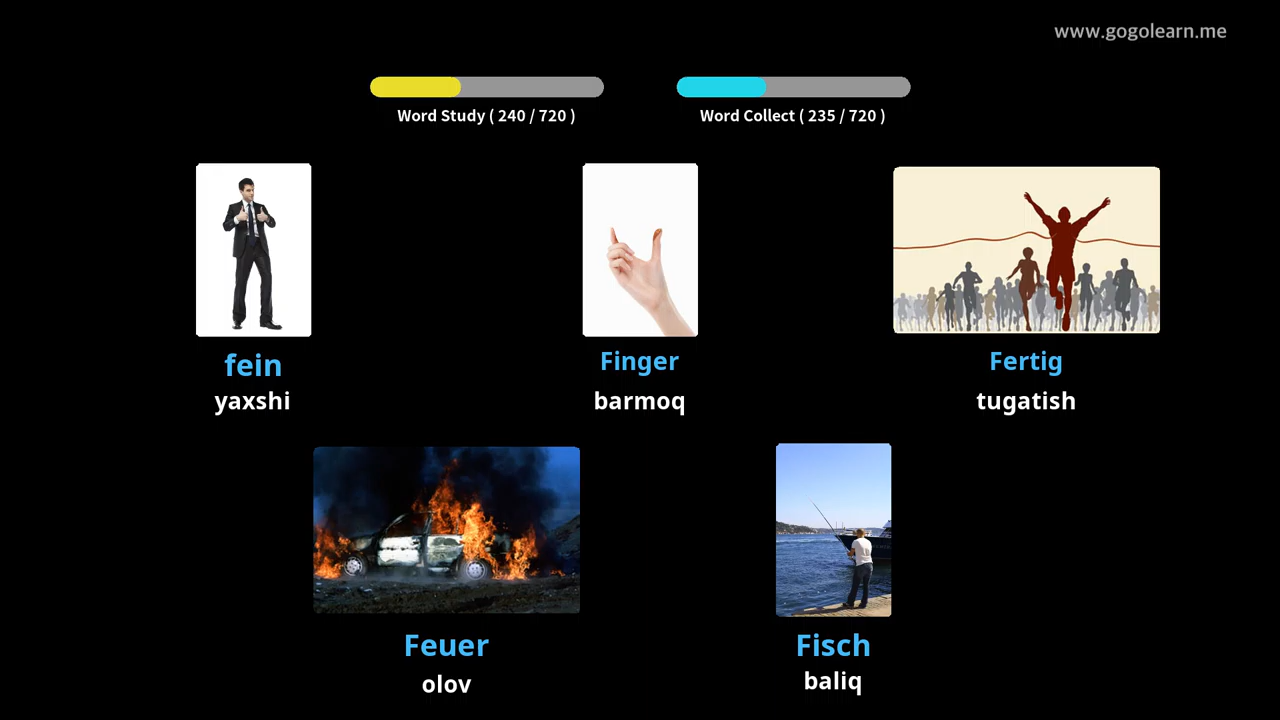 www.gogolearn.me
Word Study ( 240 / 720 )
Word Collect ( 235 / 720 )
fein
yaxshi
Finger
barmoq
Fertig
tugatish
Feuer
olov
Fisch
baliq